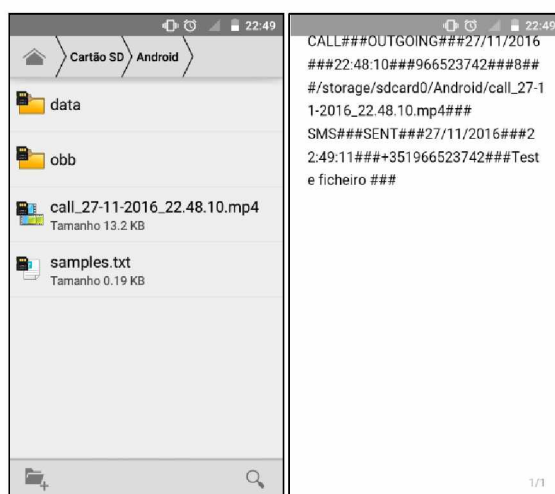 22:49
Cartão SD
Android
data
obb
call_27-11-2016_22.48.10.mp4
Tamanho 13.2 KB
samples.txt
Tamanho 0.19 KB
22:49
CALL###OUTGOING###27/11/2016
###22:48:10###966523742###8##
#/storage/sdcard0/Android/call_27-1
1-2016_22.48.10.mp4###
SMS###SENT###27/11/2016###2
2:49:11###+351966523742###Test
e ficheiro ###
1/1